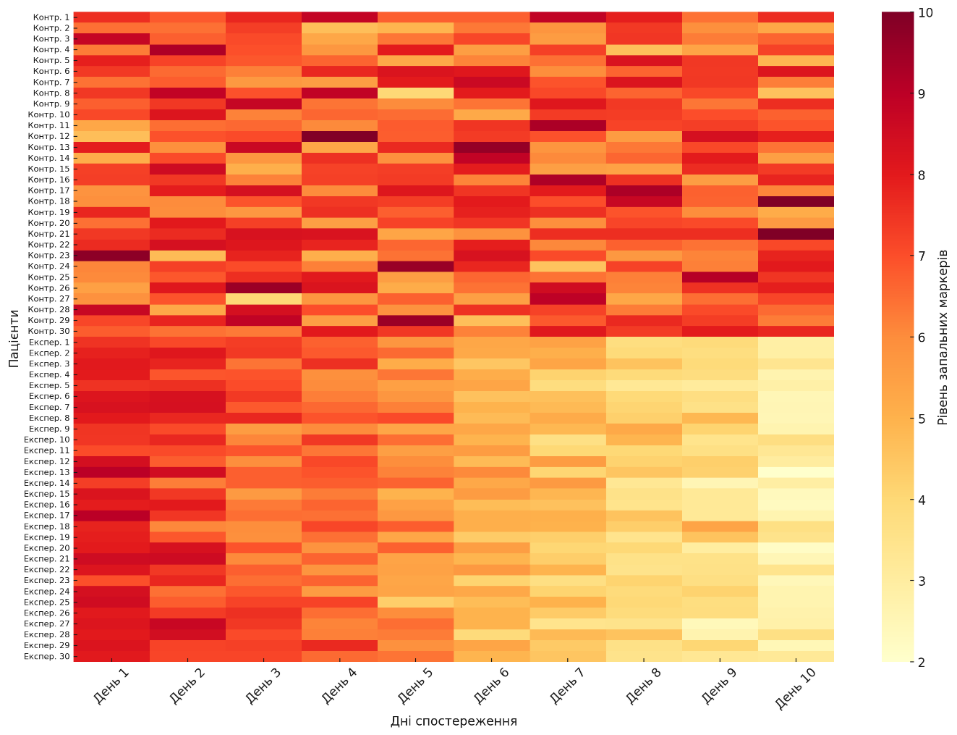 Контр. 1
Контр. 2
Контр. 3
Контр. 4
Контр. 5
Контр. 6
Контр. 7
Контр. 8
Контр. 9
Контр. 10
Контр. 11
Контр. 12
Контр. 13
Контр. 14
Контр. 15
Контр. 16
Контр. 17
Контр. 18
Контр. 19
Контр. 20
Контр. 21
Контр. 22
Контр. 23
Контр. 24
Контр. 25
Контр. 26
Контр. 27
Контр. 28
Контр. 29
Контр. 30
Експер. 1
Експер. 2
Експер. 3
Експер. 4
Експер. 5
Експер. 6
Експер. 7
Експер. 8
Експер. 9
Експер. 10
Експер. 11
Експер. 12
Експер. 13
Експер. 14
Експер. 15
Експер. 16
Експер. 17
Експер. 18
Експер. 19
Експер. 20
Експер. 21
Експер. 22
Експер. 23
Експер. 24
Експер. 25
Експер. 26
Експер. 27
Експер. 28
Експер. 29
Експер. 30
Пацієнти
День 1
День 2
День 3
День 4
День 5
День 6
День 7
День 8
День 9
День 10
Дні спостереження
10
9
8
7
6
5
4
3
2
Рівень запальних маркерів